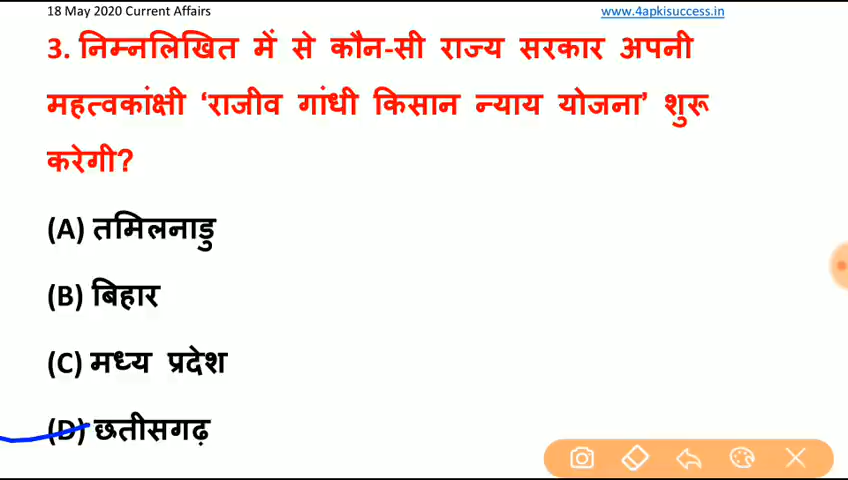 18 May 2020 Current Affairs
www.4apkisuccess.in
3. निम्नलिखित में से कौन-सी राज्य सरकार अपनी
महत्वकांक्षी ‘राजीव गांधी किसान न्याय योजना’ शुरू
करेगी?
(A) तमिलनाडु
(B) बिहार
(C) मध्य प्रदेश
(D) छतीसगढ़